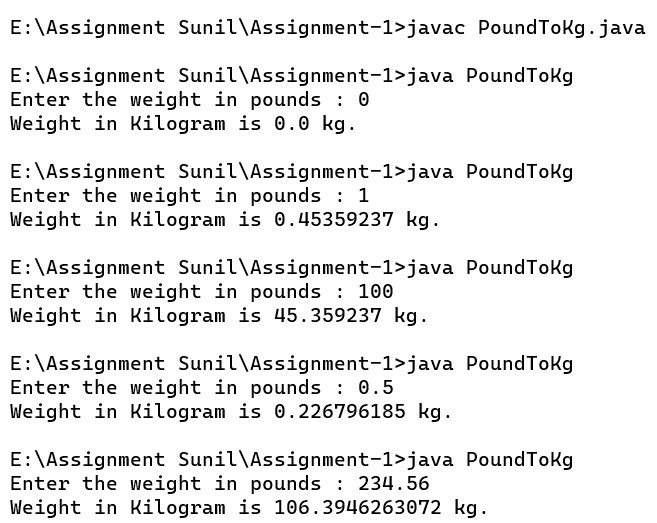 E:\Assignment Sunil\Assignment-1>javac PoundToKg.java
E:\Assignment Sunil\Assignment-1>java PoundToKg
Enter the weight in pounds : 0
Weight in Kilogram is 0.0 kg.
E:\Assignment Sunil\Assignment-1>java PoundToKg
Enter the weight in pounds : 1
Weight in Kilogram is 0.45359237 kg.
E:\Assignment Sunil\Assignment-1>java PoundToKg
Enter the weight in pounds : 100
Weight in Kilogram is 45.359237 kg.
E:\Assignment Sunil\Assignment-1>java PoundToKg
Enter the weight in pounds : 0.5
Weight in Kilogram is 0.226796185 kg.
E:\Assignment Sunil\Assignment-1>java PoundToKg
Enter the weight in pounds : 234.56
Weight in Kilogram is 106.3946263072 kg.